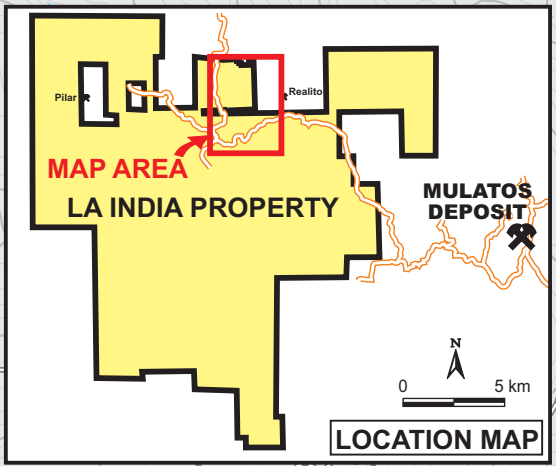 Pilar
Realito
MAP AREA
LA INDIA PROPERTY
MULATOS
DEPOSIT
N
0 5 km
LOCATION MAP